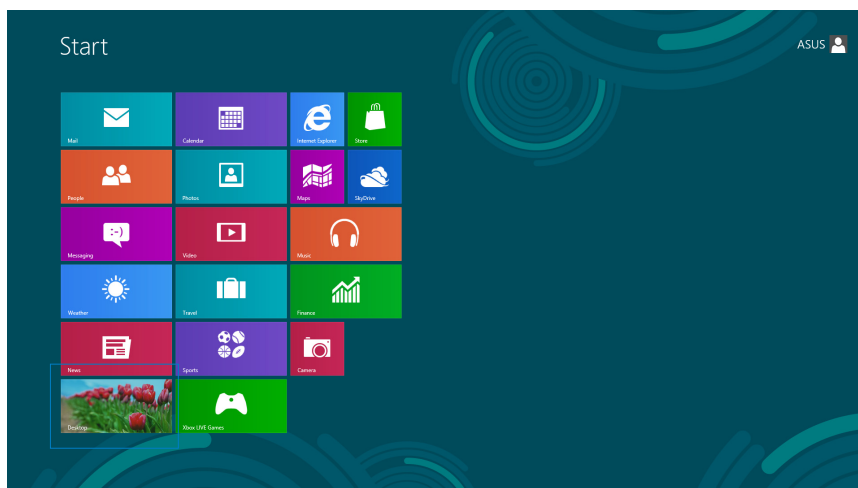 Start
ASUS
Mail
Calendar
Internet Explorer
Store
People
Photos
Maps
SkyDrive
:-)
Messaging
Video
Music
Weather
Travel
Finance
News
Sports
Camera
Desktop
Xbox LIVE Games